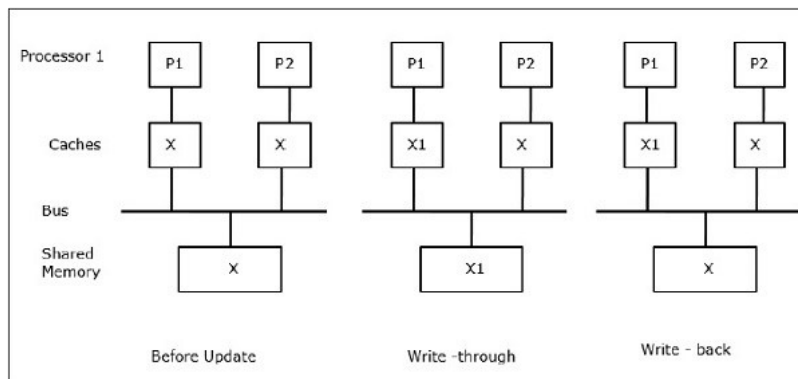 Processor 1 P1 P2 P1 P2 P1 P2
Caches X X X1 X X1 X
Bus
Shared
Memory X X1 X
Before Update Write -through Write - back